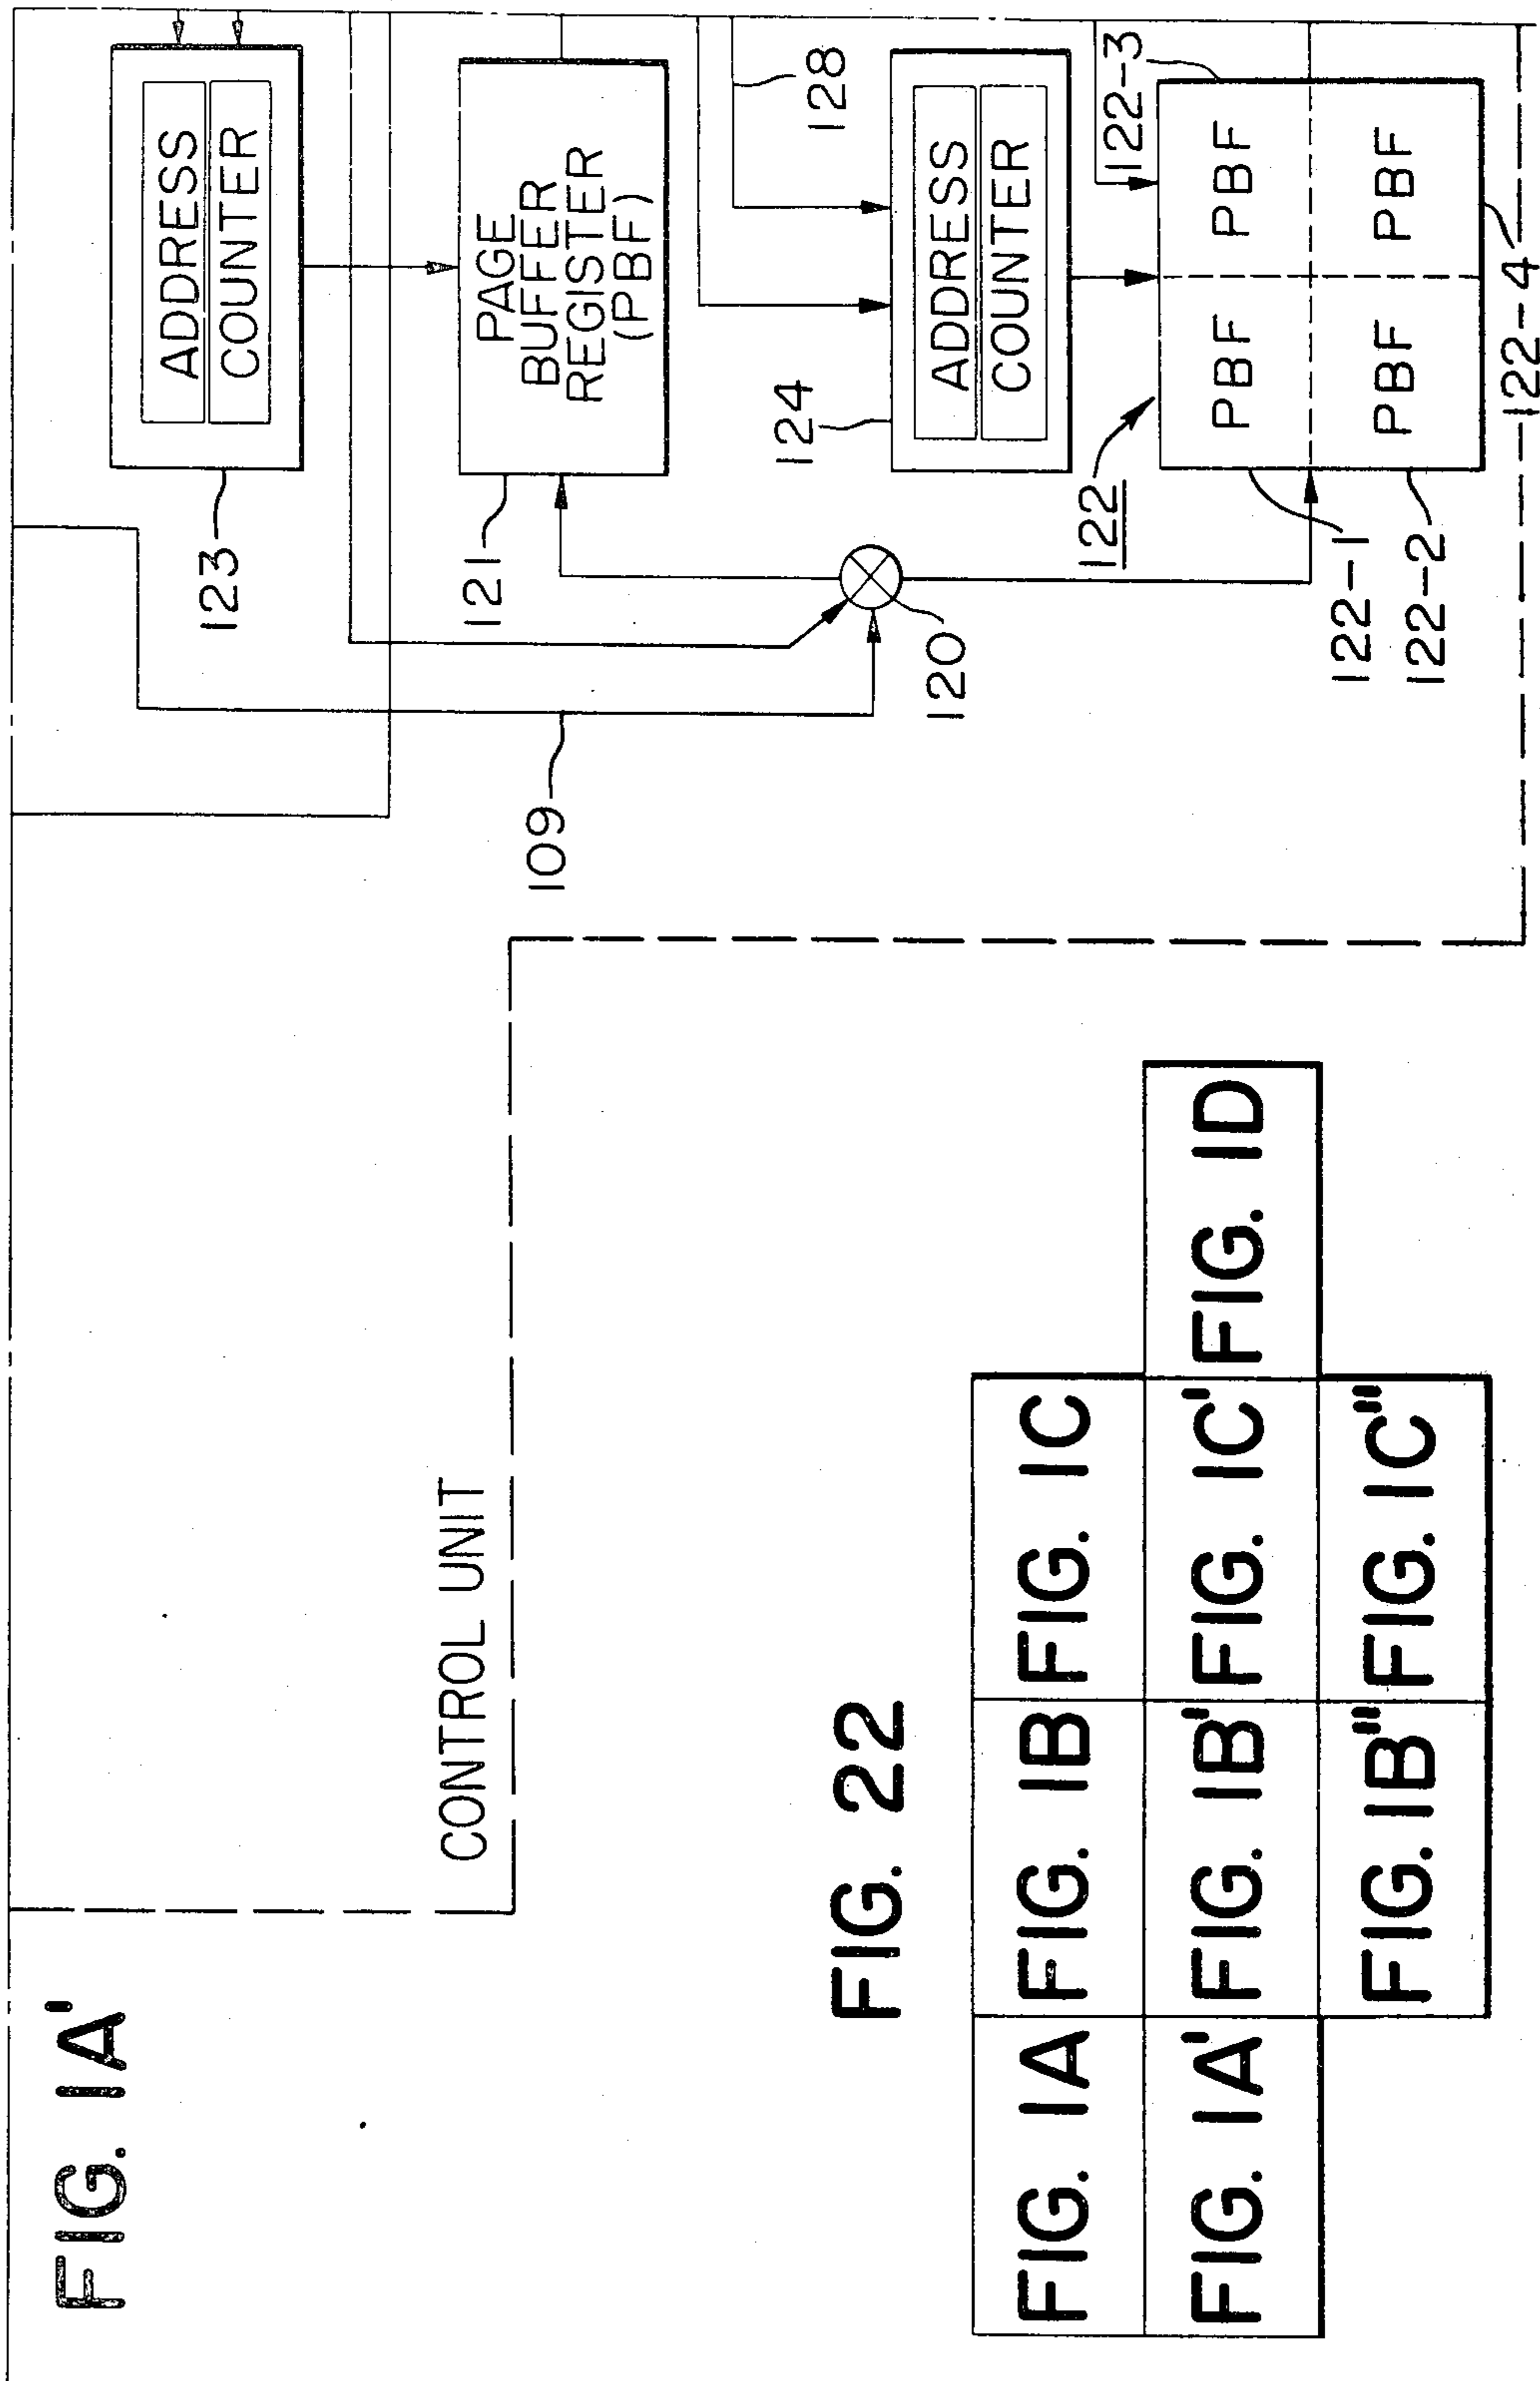 FIG. 1A'
CONTROL UNIT
109
123
ADDRESS
COUNTER
121
PAGE
BUFFER
REGISTER
(PBF)
120
128
124
ADDRESS
COUNTER
122
122-3
PBF PBF
PBF PBF
122-1
122-2
122-4
FIG. 22
FIG. 1A FIG. 1B FIG. 1C
FIG. 1A' FIG. 1B' FIG. 1C' FIG. 1D
FIG. 1B" FIG. 1C"